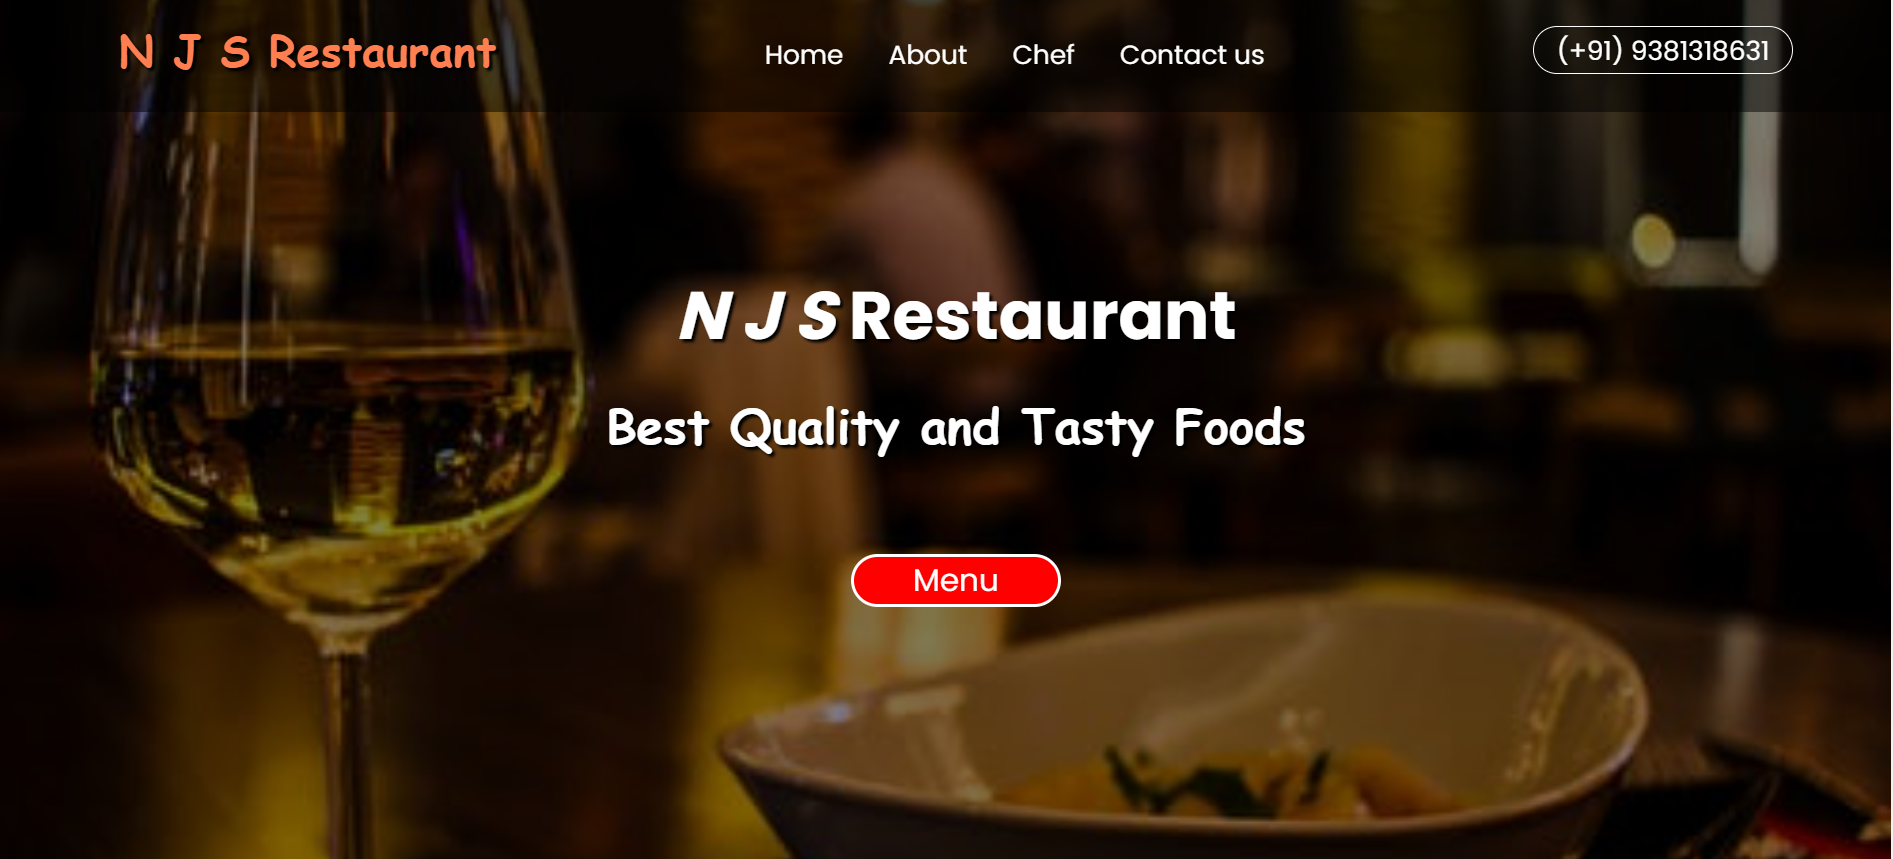 N J S Restaurant
Home About Chef Contact us
(+91) 9381318631
N J S Restaurant
Best Quality and Tasty Foods
Menu